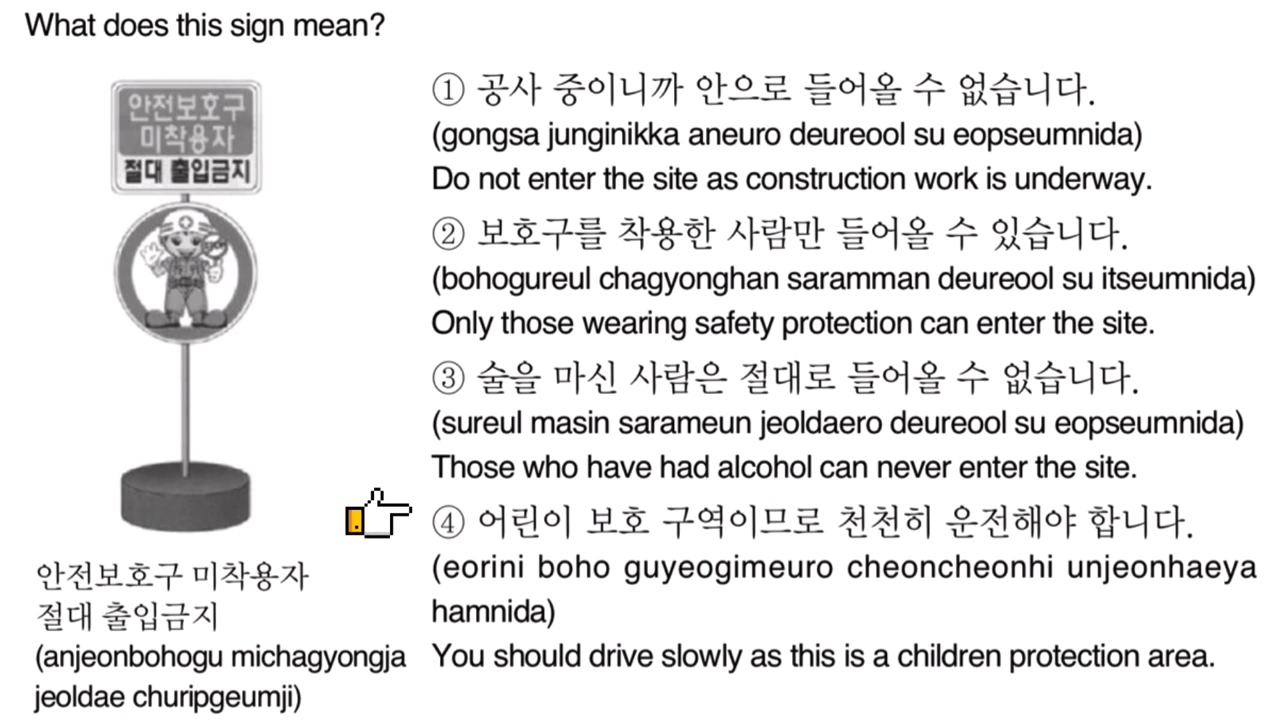 What does this sign mean?
안전보호구
미착용자
절대 출입금지
안전보호구 미착용자
절대 출입금지
(anjeonbohogu michagyongja
jeoldae churipgeumji)
① 공사 중이니까 안으로 들어올 수 없습니다.
(gongsa junginikka aneuro deureool su eopseumnida)
Do not enter the site as construction work is underway.
② 보호구를 착용한 사람만 들어올 수 있습니다.
(bohogureul chagyonghan saramman deureool su itseumnida)
Only those wearing safety protection can enter the site.
③ 술을 마신 사람은 절대로 들어올 수 없습니다.
(sureul masin sarameun jeoldaero deureool su eopseumnida)
Those who have had alcohol can never enter the site.
④ 어린이 보호 구역이므로 천천히 운전해야 합니다.
(eorini boho guyeogimeuro cheoncheonhi unjeonhaeya
hamnida)
You should drive slowly as this is a children protection area.